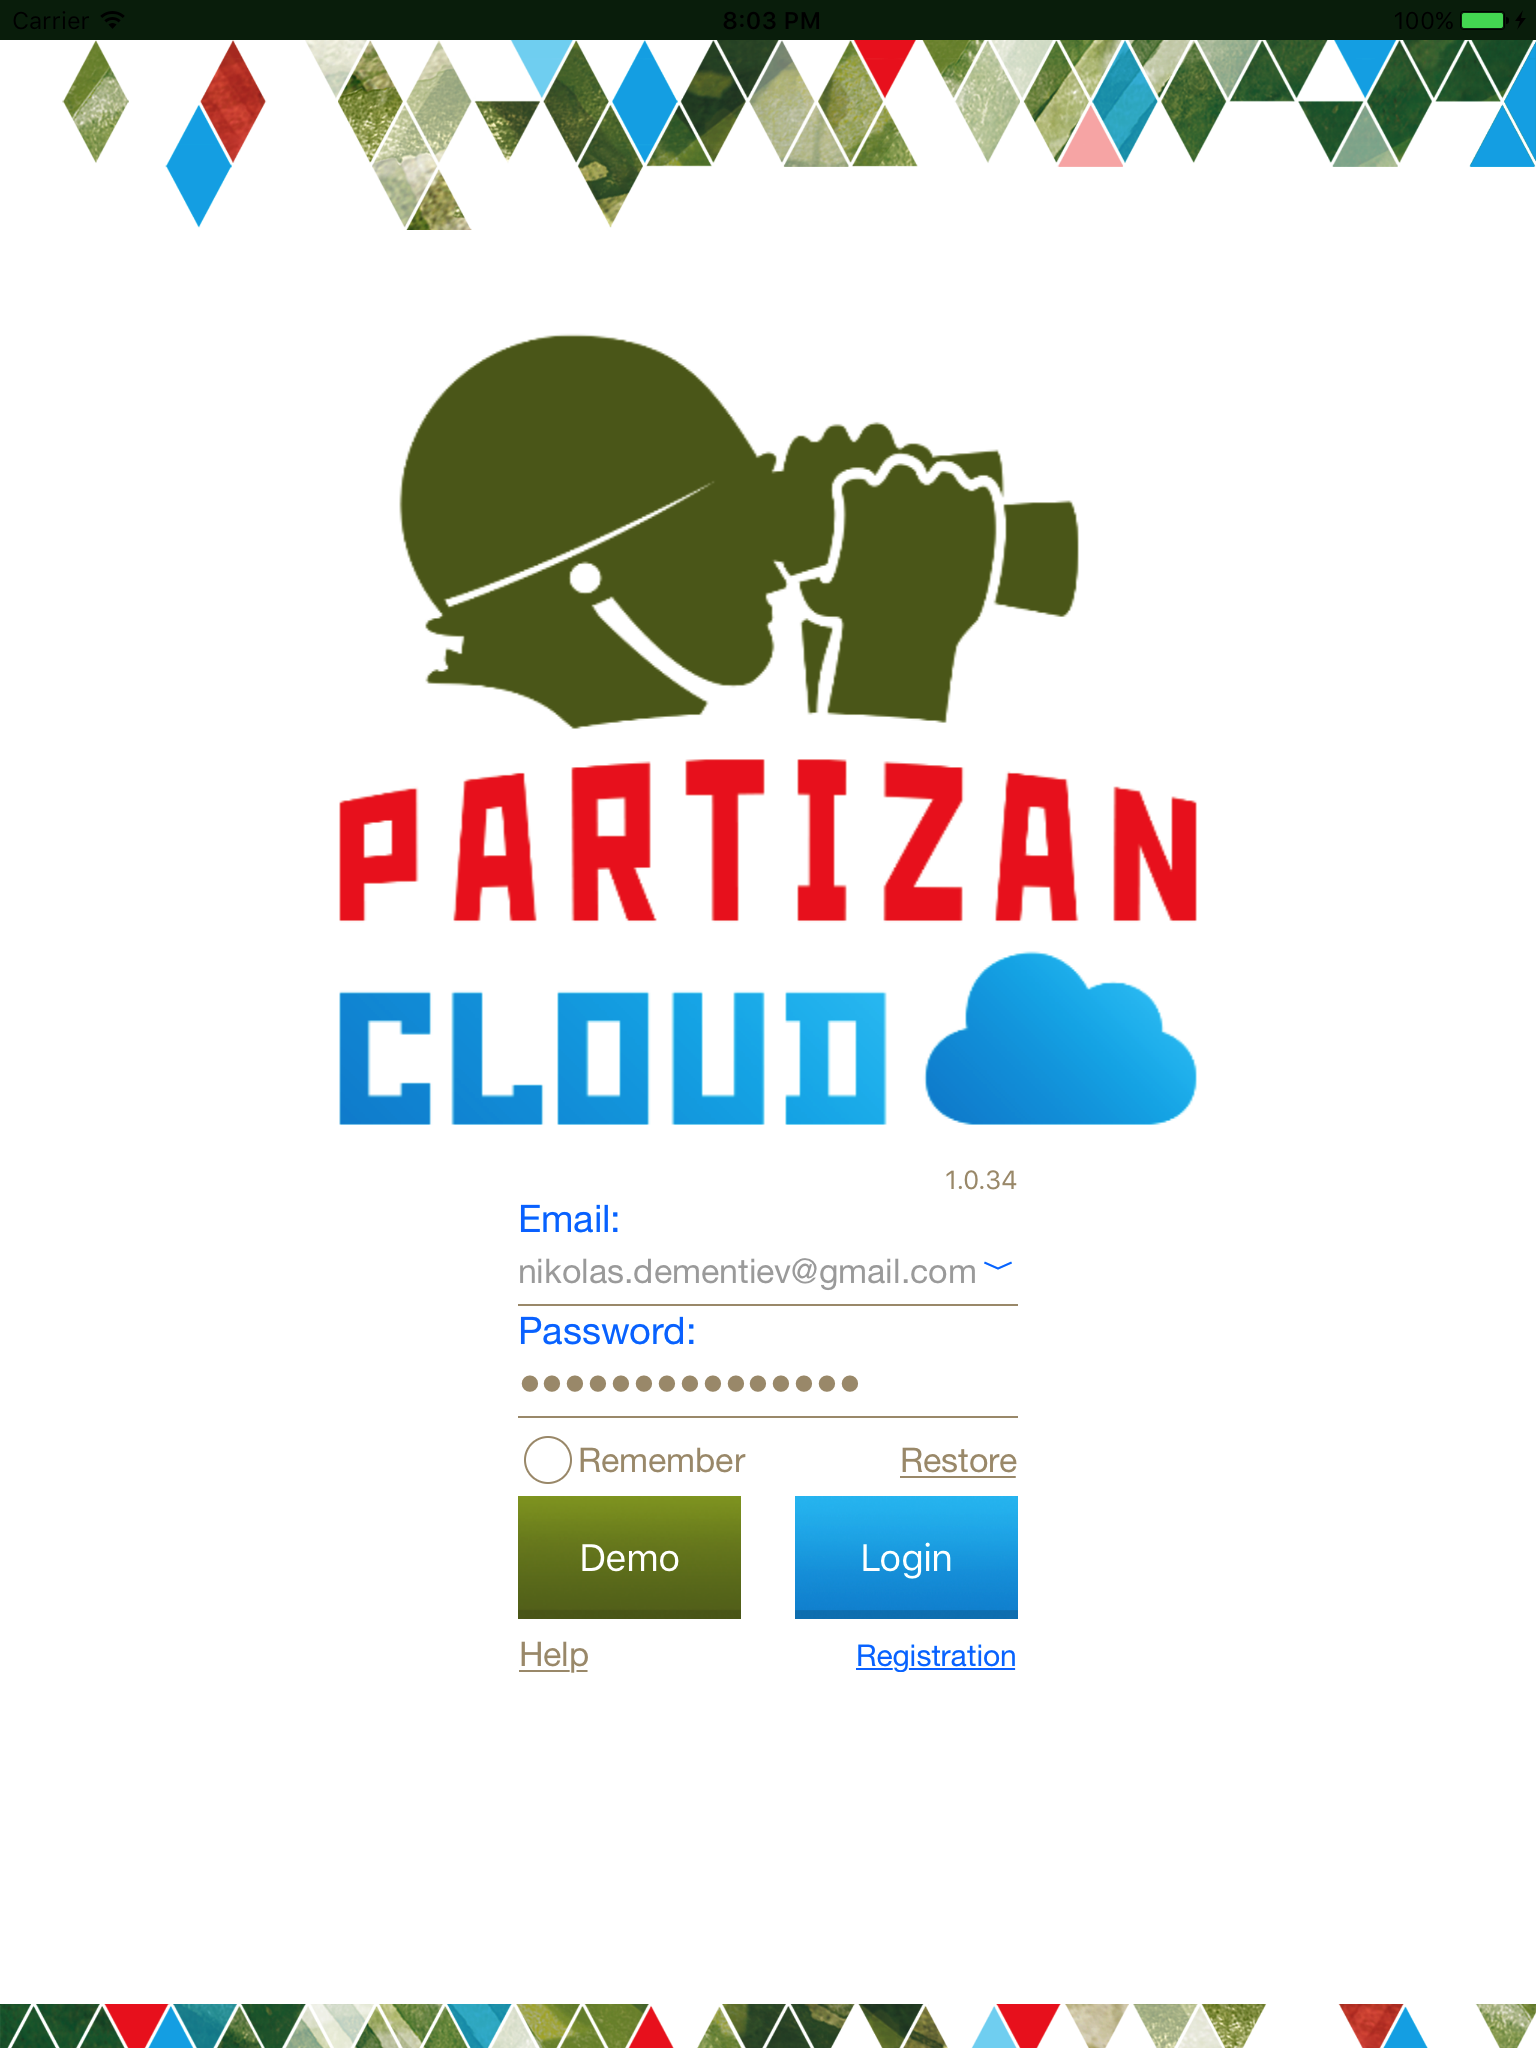 Carrier 8:03 PM 100%
PARTIZAN
CLOUD
1.0.34
Email:
nikolas.dementiev@gmail.com
Password:
●●●●●●●●●●●●●●●
Remember Restore
Demo Login
Help Registration